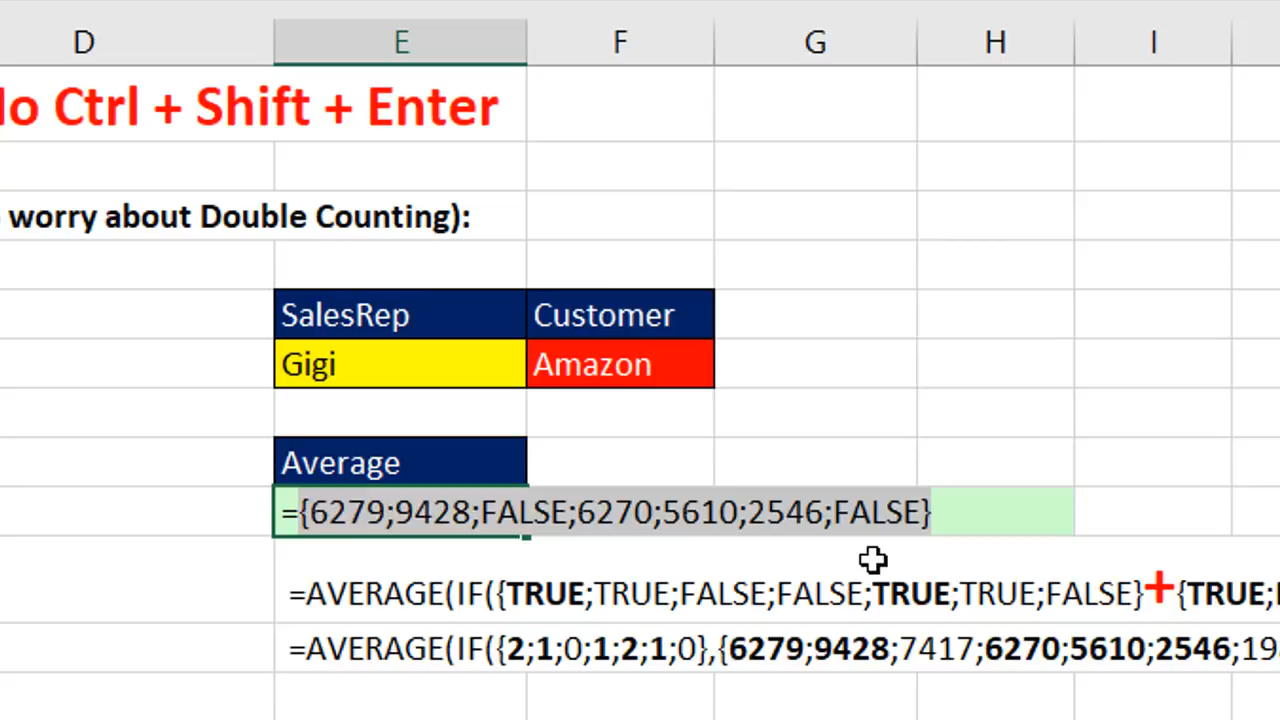 D E F G H I
o Ctrl + Shift + Enter
worry about Double Counting):
SalesRep Customer
Gigi Amazon
Average
={6279;9428;FALSE;6270;5610;2546;FALSE}
=AVERAGE(IF({TRUE;TRUE;FALSE;FALSE;TRUE;TRUE;FALSE}+{TRUE;
=AVERAGE(IF({2;1;0;1;2;1;0},{6279;9428;7417;6270;5610;2546;19